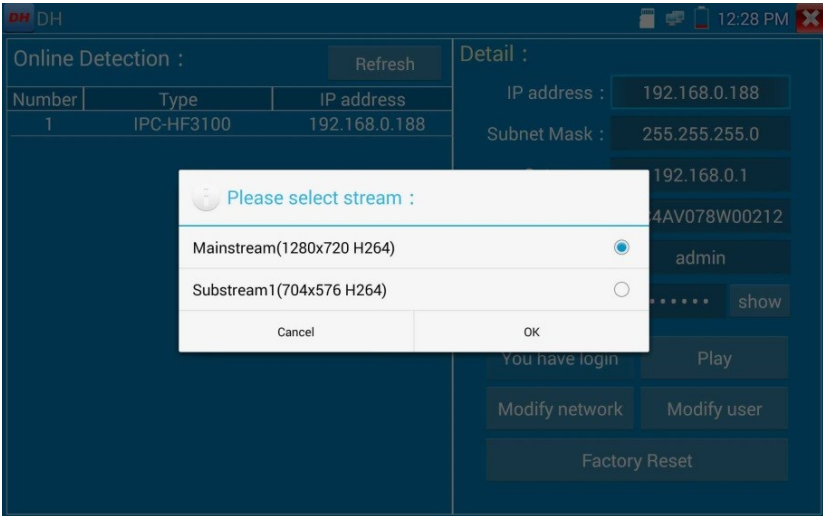 DH DH
12:28 PM
Online Detection :
Refresh
Number Type IP address
1 IPC-HF3100 192.168.0.188
Detail :
IP address : 192.168.0.188
Subnet Mask : 255.255.255.0
192.168.0.1
4AV078W00212
admin
show
Please select stream :
Mainstream(1280x720 H264)
Substream1(704x576 H264)
Cancel OK
You have login Play
Modify network Modify user
Factory Reset